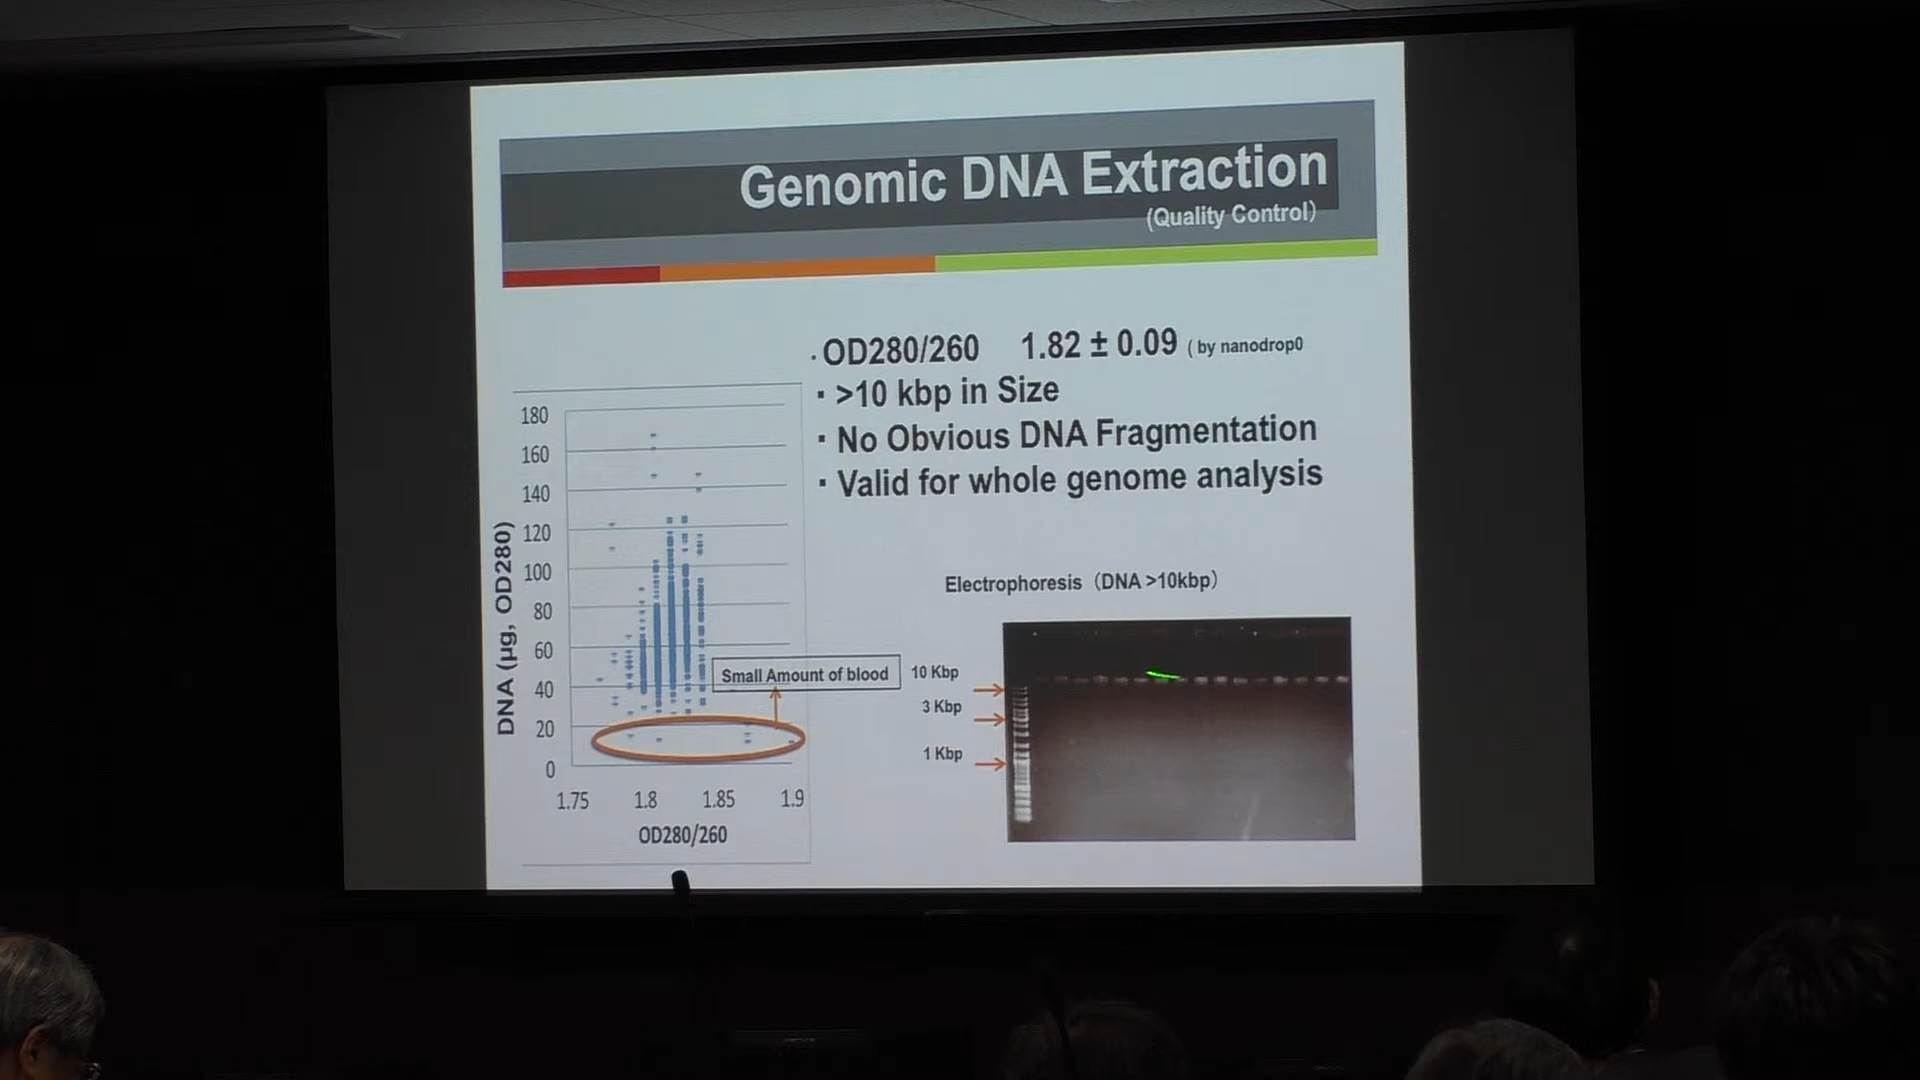 Genomic DNA Extraction
(Quality Control)
・OD280/260 1.82 ± 0.09 ( by nanodrop0
・>10 kbp in Size
・No Obvious DNA Fragmentation
・Valid for whole genome analysis
DNA (µg, OD280)
180
160
140
120
100
80
60
40
20
0
1.75 1.8 1.85 1.9
OD280/260
Small Amount of blood
Electrophoresis（DNA >10kbp）
10 Kbp
3 Kbp
1 Kbp